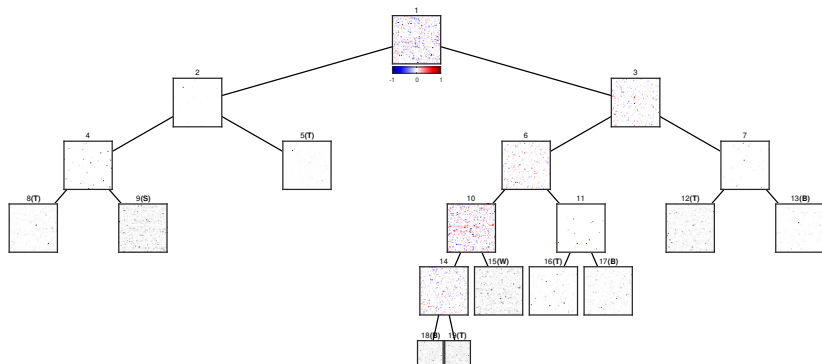 1
-1 0 1
2 3
4 5(T) 6 7
8(T) 9(S) 10 11 12(T) 13(B)
14 15(W) 16(T) 17(B)
18(B) 19(T)